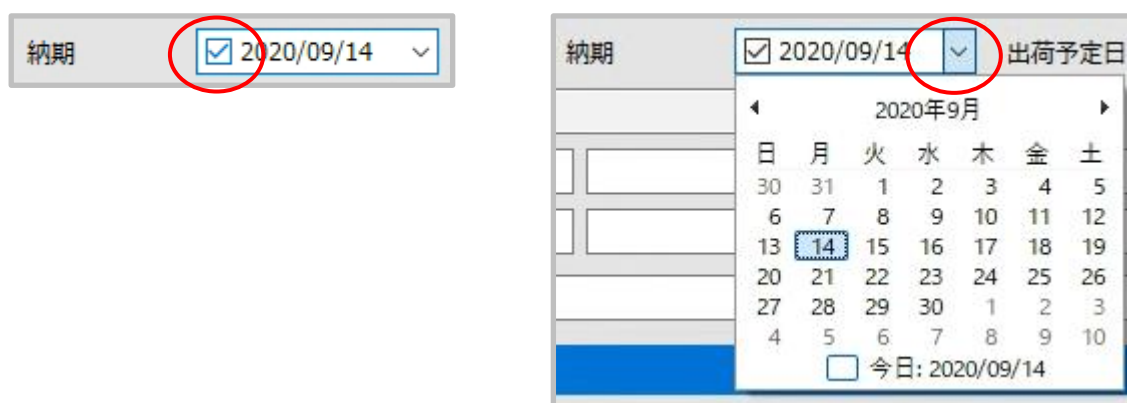 納期 2020/09/14
納期 2020/09/14 出荷予定日
2020年9月
日 月 火 水 木 金 土
30 31 1 2 3 4 5
6 7 8 9 10 11 12
13 14 15 16 17 18 19
20 21 22 23 24 25 26
27 28 29 30 1 2 3
4 5 6 7 8 9 10
今日: 2020/09/14